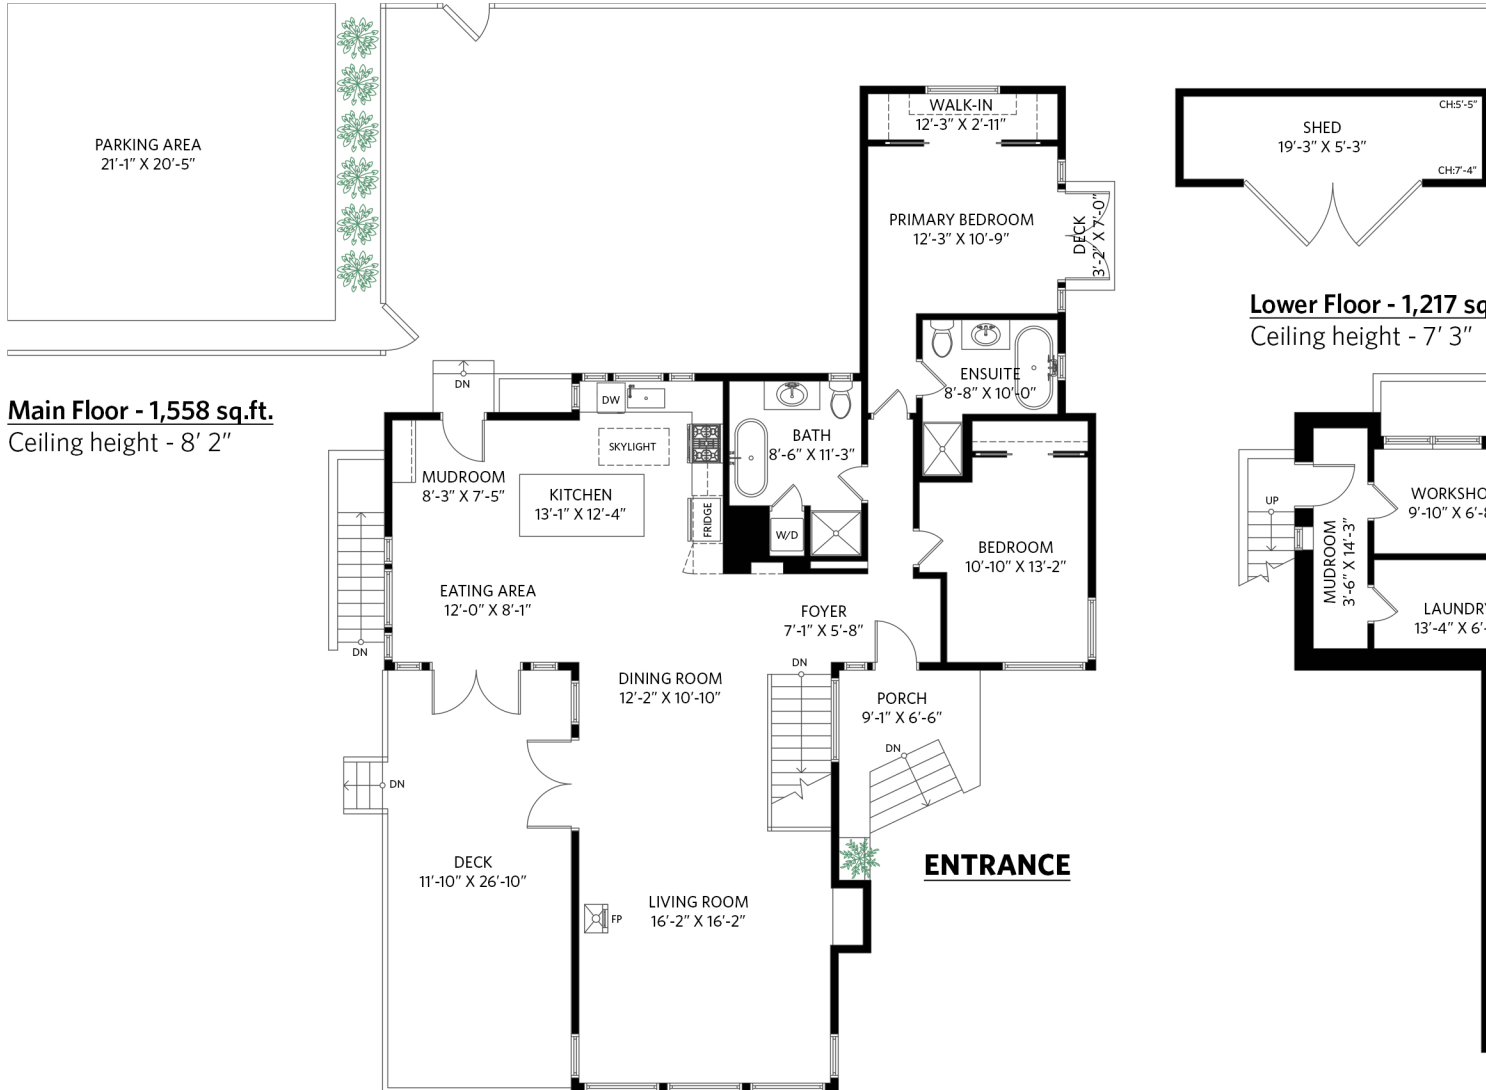 PARKING AREA
21'-1" X 20'-5"
WALK-IN
12'-3" X 2'-11"
PRIMARY BEDROOM
12'-3" X 10'-9"
DECK
3'-2" X 7'-0"
CH:5'-5"
SHED
19'-3" X 5'-3"
CH:7'-4"
Lower Floor - 1,217 sq
Ceiling height - 7' 3"
Main Floor - 1,558 sq.ft.
Ceiling height - 8' 2"
DN
DW
SKYLIGHT
ENSUITE
8'-8" X 10'-0"
BATH
8'-6" X 11'-3"
MUDROOM
8'-3" X 7'-5"
KITCHEN
13'-1" X 12'-4"
FRIDGE
W/D
BEDROOM
10'-10" X 13'-2"
EATING AREA
12'-0" X 8'-1"
FOYER
7'-1" X 5'-8"
DN
DN
DINING ROOM
12'-2" X 10'-10"
PORCH
9'-1" X 6'-6"
DN
DN
ENTRANCE
DECK
11'-10" X 26'-10"
LIVING ROOM
16'-2" X 16'-2"
FP
UP
MUDROOM
3'-6" X 14'-3"
WORKSHO
9'-10" X 6'-8
LAUNDRY
13'-4" X 6'-